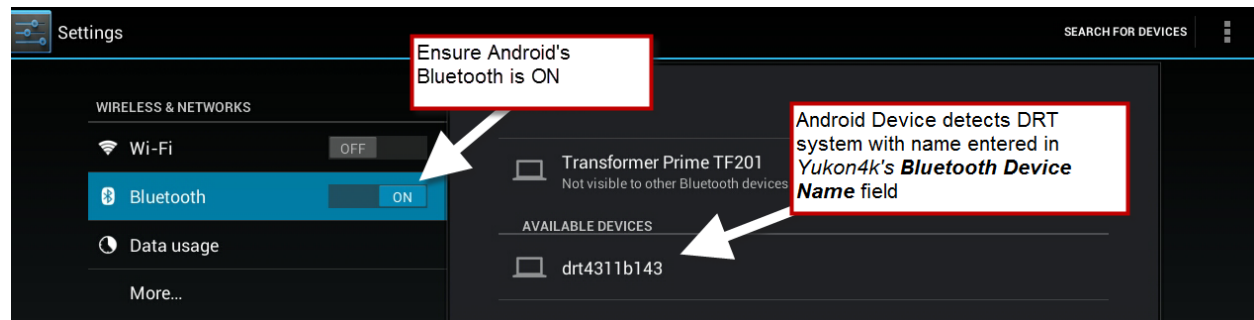 Settings
SEARCH FOR DEVICES
Ensure Android's
Bluetooth is ON
WIRELESS & NETWORKS
Wi-Fi OFF
Bluetooth ON
Data usage
More...
Transformer Prime TF201
Not visible to other Bluetooth devices
Android Device detects DRT
system with name entered in
Yukon4k's Bluetooth Device
Name field
AVAILABLE DEVICES
drt4311b143